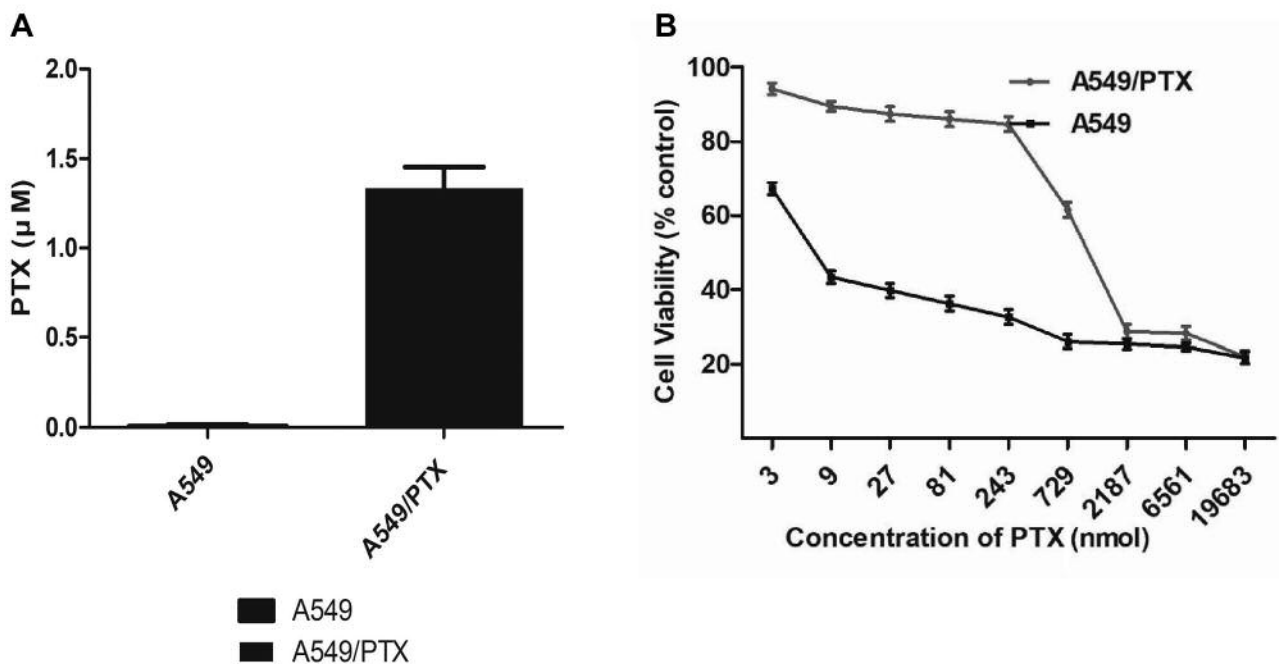 A
PTX (µ M)
2.0
1.5
1.0
0.5
0.0
A549
A549/PTX
A549
A549/PTX
B
Cell Viability (% control)
100
80
60
40
20
A549/PTX
A549
3
9
27
81
243
729
2187
6561
19683
Concentration of PTX (nmol)